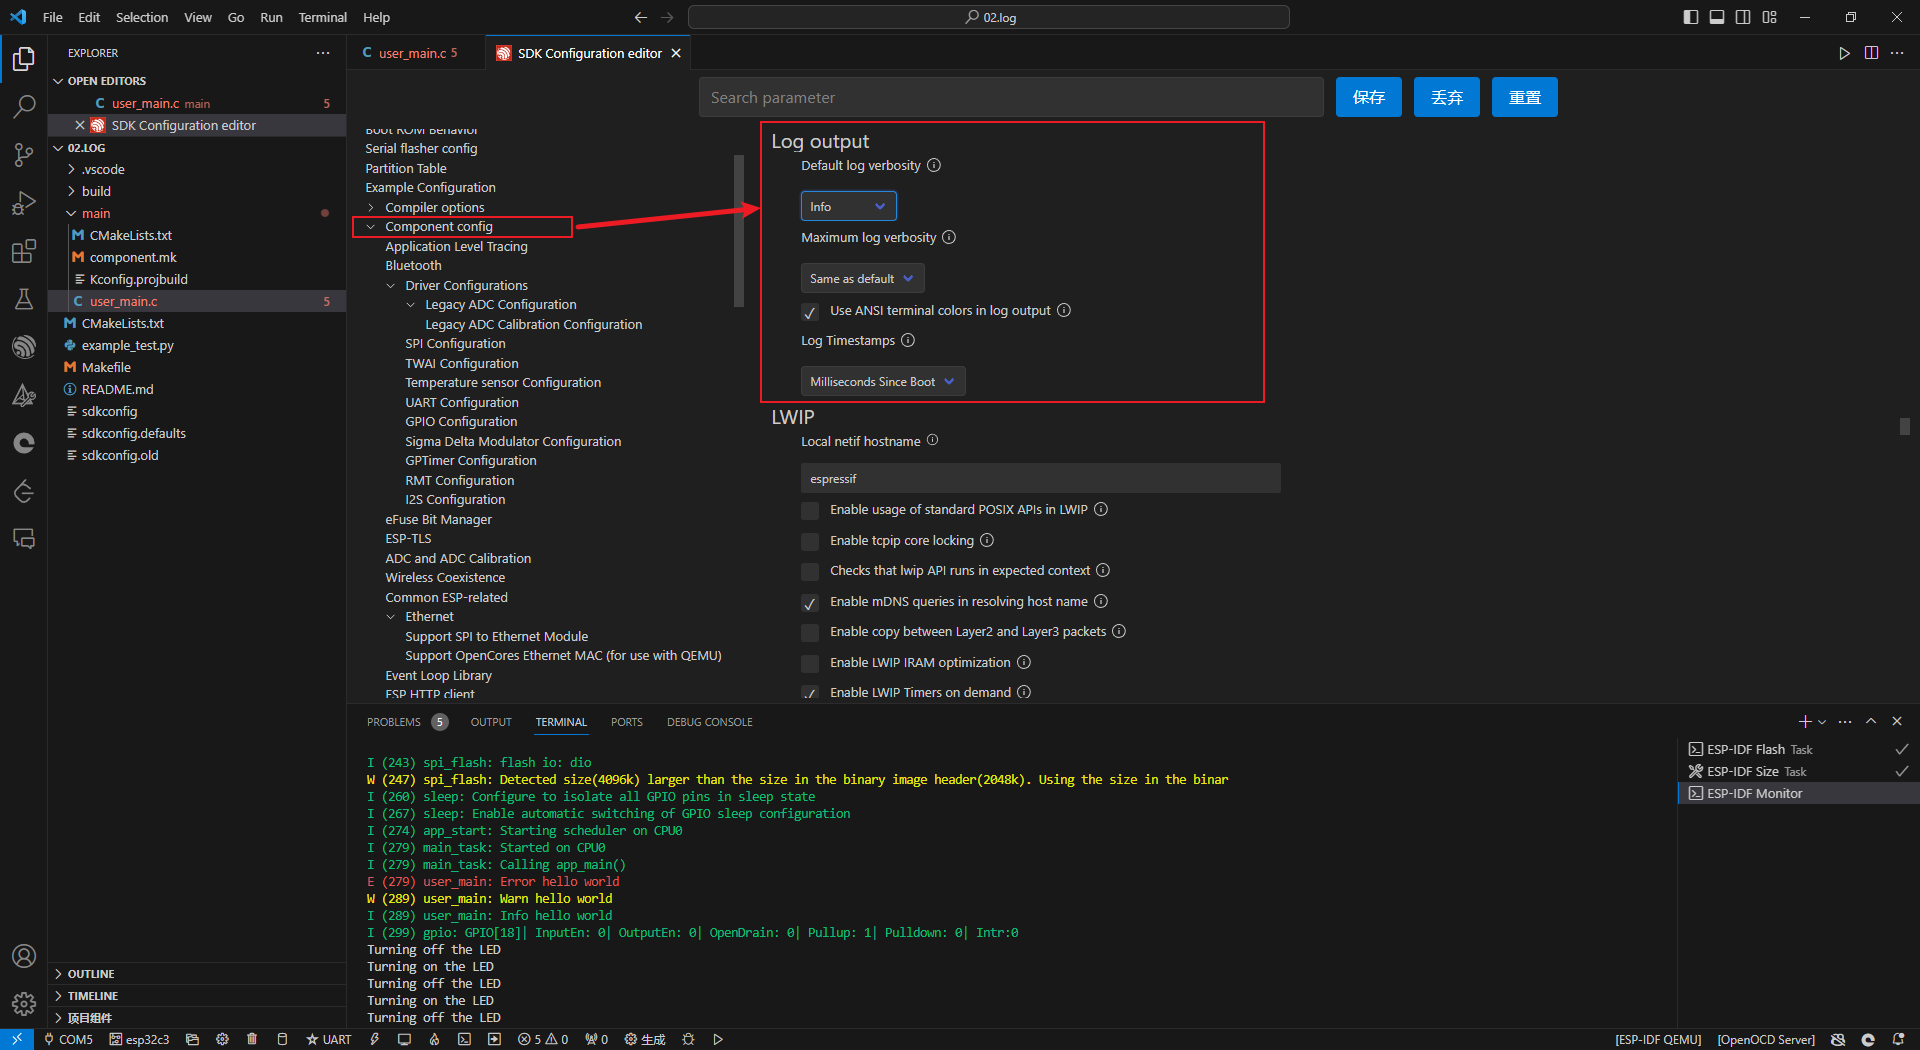 File Edit Selection View Go Run Terminal Help
02.log
EXPLORER
OPEN EDITORS
user_main.c main 5
SDK Configuration editor
02.LOG
.vscode
build
main
CMakeLists.txt
component.mk
Kconfig.projbuild
user_main.c 5
CMakeLists.txt
example_test.py
Makefile
README.md
sdkconfig
sdkconfig.defaults
sdkconfig.old
OUTLINE
TIMELINE
项目组件
user_main.c 5
SDK Configuration editor
Search parameter
保存
丢弃
重置
Boot ROM Behavior
Serial flasher config
Partition Table
Example Configuration
Compiler options
Component config
Application Level Tracing
Bluetooth
Driver Configurations
Legacy ADC Configuration
Legacy ADC Calibration Configuration
SPI Configuration
TWAI Configuration
Temperature sensor Configuration
UART Configuration
GPIO Configuration
Sigma Delta Modulator Configuration
GPTimer Configuration
RMT Configuration
I2S Configuration
eFuse Bit Manager
ESP-TLS
ADC and ADC Calibration
Wireless Coexistence
Common ESP-related
Ethernet
Support SPI to Ethernet Module
Support OpenCores Ethernet MAC (for use with QEMU)
Event Loop Library
ESP HTTP client
Log output
Default log verbosity
Info
Maximum log verbosity
Same as default
Use ANSI terminal colors in log output
Log Timestamps
Milliseconds Since Boot
LWIP
Local netif hostname
espressif
Enable usage of standard POSIX APIs in LWIP
Enable tcpip core locking
Checks that lwip API runs in expected context
Enable mDNS queries in resolving host name
Enable copy between Layer2 and Layer3 packets
Enable LWIP IRAM optimization
Enable LWIP Timers on demand
PROBLEMS 5 OUTPUT TERMINAL PORTS DEBUG CONSOLE
I (243) spi_flash: flash io: dio
W (247) spi_flash: Detected size(4096k) larger than the size in the binary image header(2048k). Using the size in the binar
I (260) sleep: Configure to isolate all GPIO pins in sleep state
I (267) sleep: Enable automatic switching of GPIO sleep configuration
I (274) app_start: Starting scheduler on CPU0
I (279) main_task: Started on CPU0
I (279) main_task: Calling app_main()
E (279) user_main: Error hello world
W (289) user_main: Warn hello world
I (289) user_main: Info hello world
I (299) gpio: GPIO[18]| InputEn: 0| OutputEn: 0| OpenDrain: 0| Pullup: 1| Pulldown: 0| Intr:0
Turning off the LED
Turning on the LED
Turning off the LED
Turning on the LED
Turning off the LED
ESP-IDF Flash Task
ESP-IDF Size Task
ESP-IDF Monitor
COM5 esp32c3 UART 5 0 0 生成 [ESP-IDF QEMU] [OpenOCD Server]